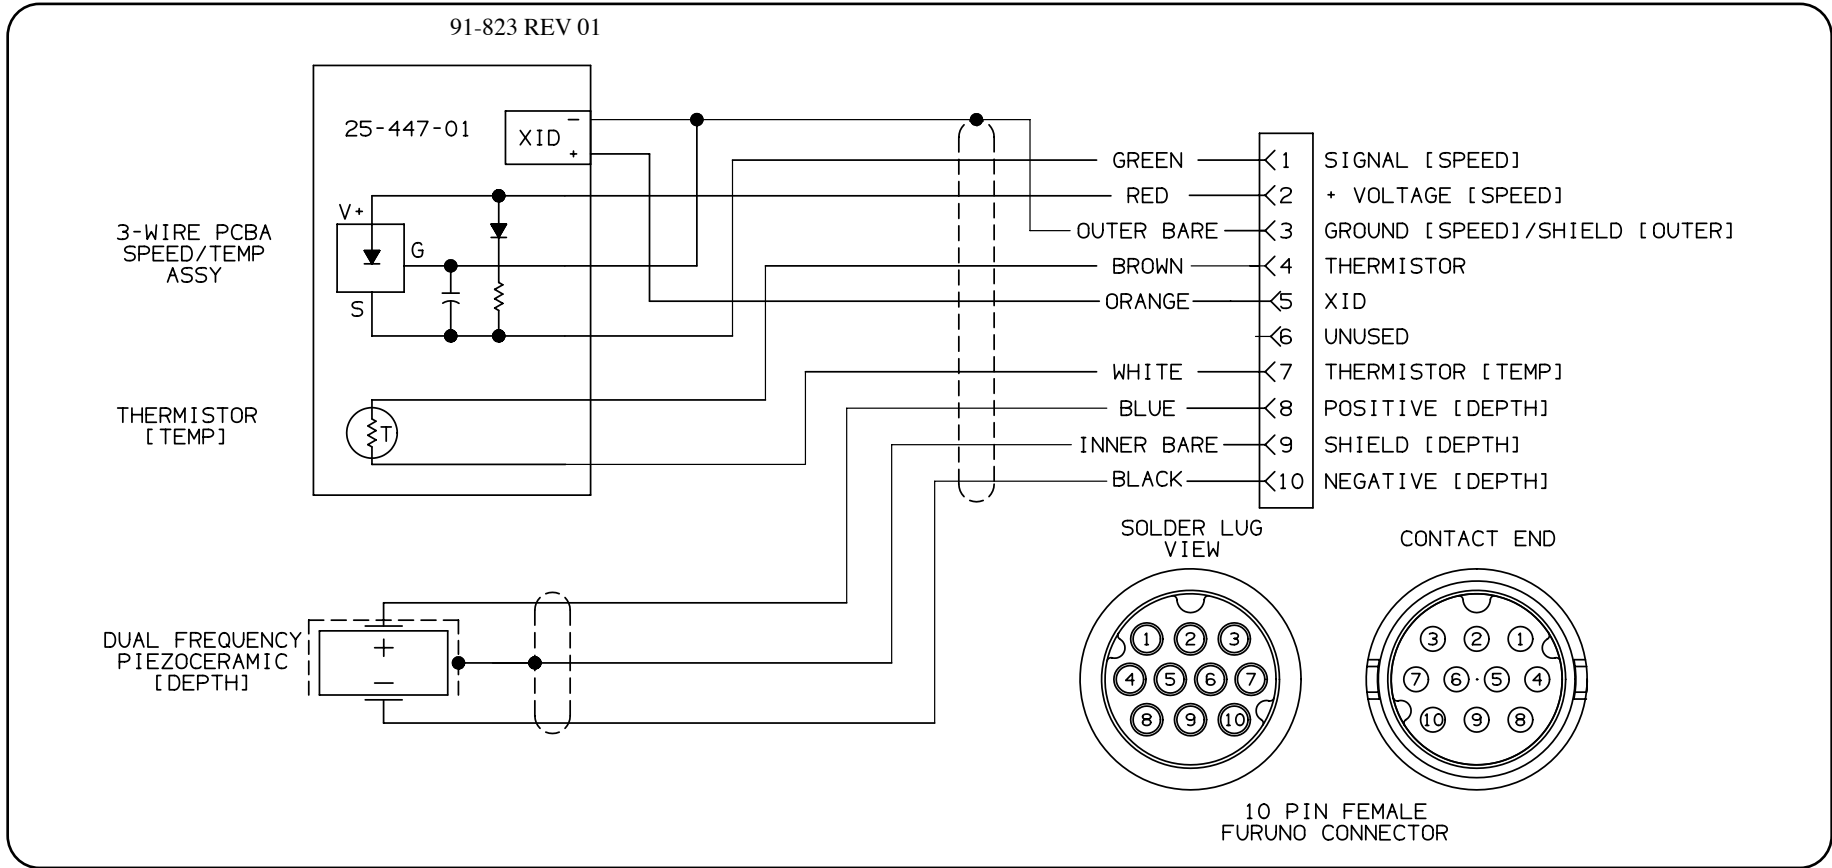 91-823 REV 01
25-447-01
XID
−
+
3-WIRE PCBA
SPEED/TEMP
ASSY
V+
G
S
THERMISTOR
[TEMP]
T
DUAL FREQUENCY
PIEZOCERAMIC
[DEPTH]
+
−
GREEN 1 SIGNAL [SPEED]
RED 2 + VOLTAGE [SPEED]
OUTER BARE 3 GROUND [SPEED]/SHIELD [OUTER]
BROWN 4 THERMISTOR
ORANGE 5 XID
6 UNUSED
WHITE 7 THERMISTOR [TEMP]
BLUE 8 POSITIVE [DEPTH]
INNER BARE 9 SHIELD [DEPTH]
BLACK 10 NEGATIVE [DEPTH]
SOLDER LUG
VIEW
1 2 3
4 5 6 7
8 9 10
CONTACT END
3 2 1
7 6 5 4
10 9 8
10 PIN FEMALE
FURUNO CONNECTOR